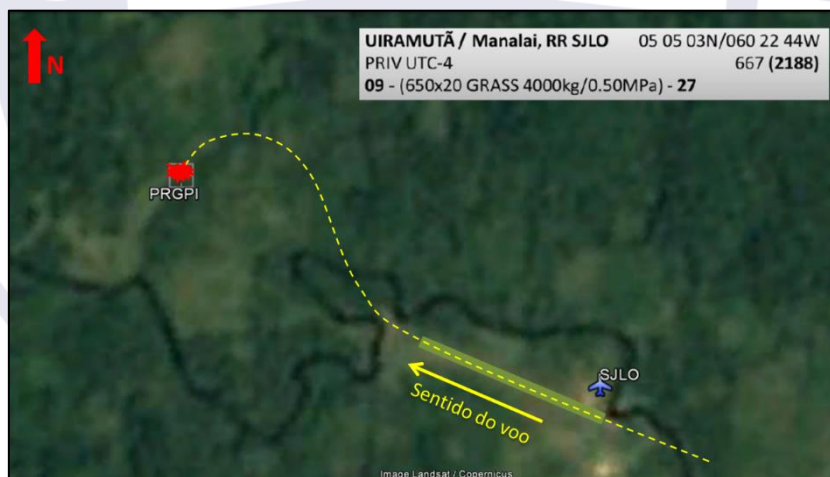 UIRAMUTÃ / Manalai, RR SJLO 05 05 03N/060 22 44W
PRIV UTC-4 667 (2188)
09 - (650x20 GRASS 4000kg/0.50MPa) - 27
N
PRGPI
SJLO
Sentido do voo
Image Landsat / Copernicus